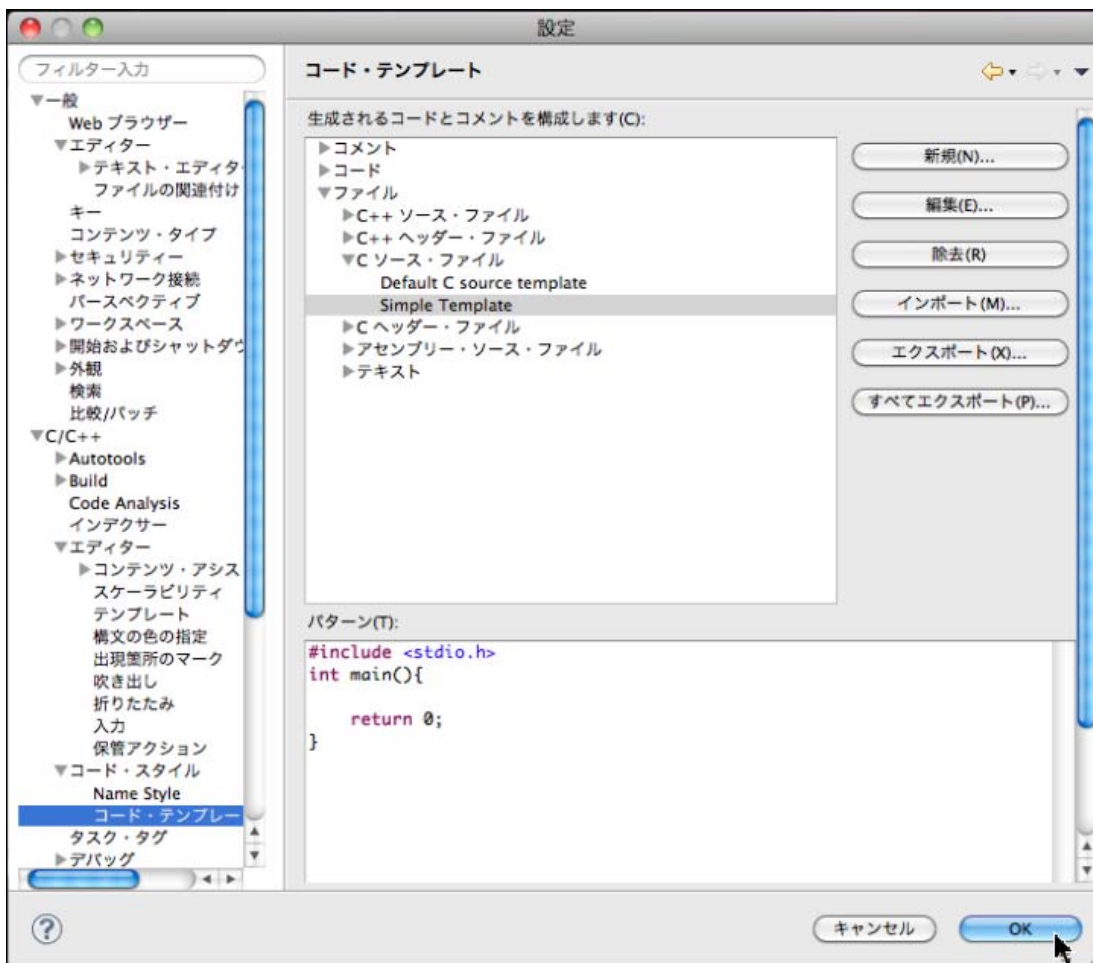 設定
フィルター入力
一般
Web ブラウザー
エディター
テキスト・エディタ
ファイルの関連付け
キー
コンテンツ・タイプ
セキュリティー
ネットワーク接続
パースペクティブ
ワークスペース
開始およびシャットダウ
外観
検索
比較/パッチ
C/C++
Autotools
Build
Code Analysis
インデクサー
エディター
コンテンツ・アシス
スケーラビリティ
テンプレート
構文の色の指定
出現箇所のマーク
吹き出し
折りたたみ
入力
保管アクション
コード・スタイル
Name Style
コード・テンプレー
タスク・タグ
デバッグ
コード・テンプレート
生成されるコードとコメントを構成します(C):
コメント
コード
ファイル
C++ ソース・ファイル
C++ ヘッダー・ファイル
C ソース・ファイル
Default C source template
Simple Template
C ヘッダー・ファイル
アセンブリー・ソース・ファイル
テキスト
新規(N)...
編集(E)...
除去(R)
インポート(M)...
エクスポート(X)...
すべてエクスポート(P)...
パターン(T):
#include <stdio.h>
int main(){
return 0;
}
?
キャンセル
OK